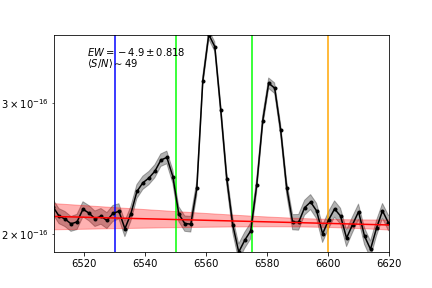 EW = −4.9 ± 0.818
⟨S/N⟩ ~ 49
3 × 10⁻¹⁶
2 × 10⁻¹⁶
6520 6540 6560 6580 6600 6620